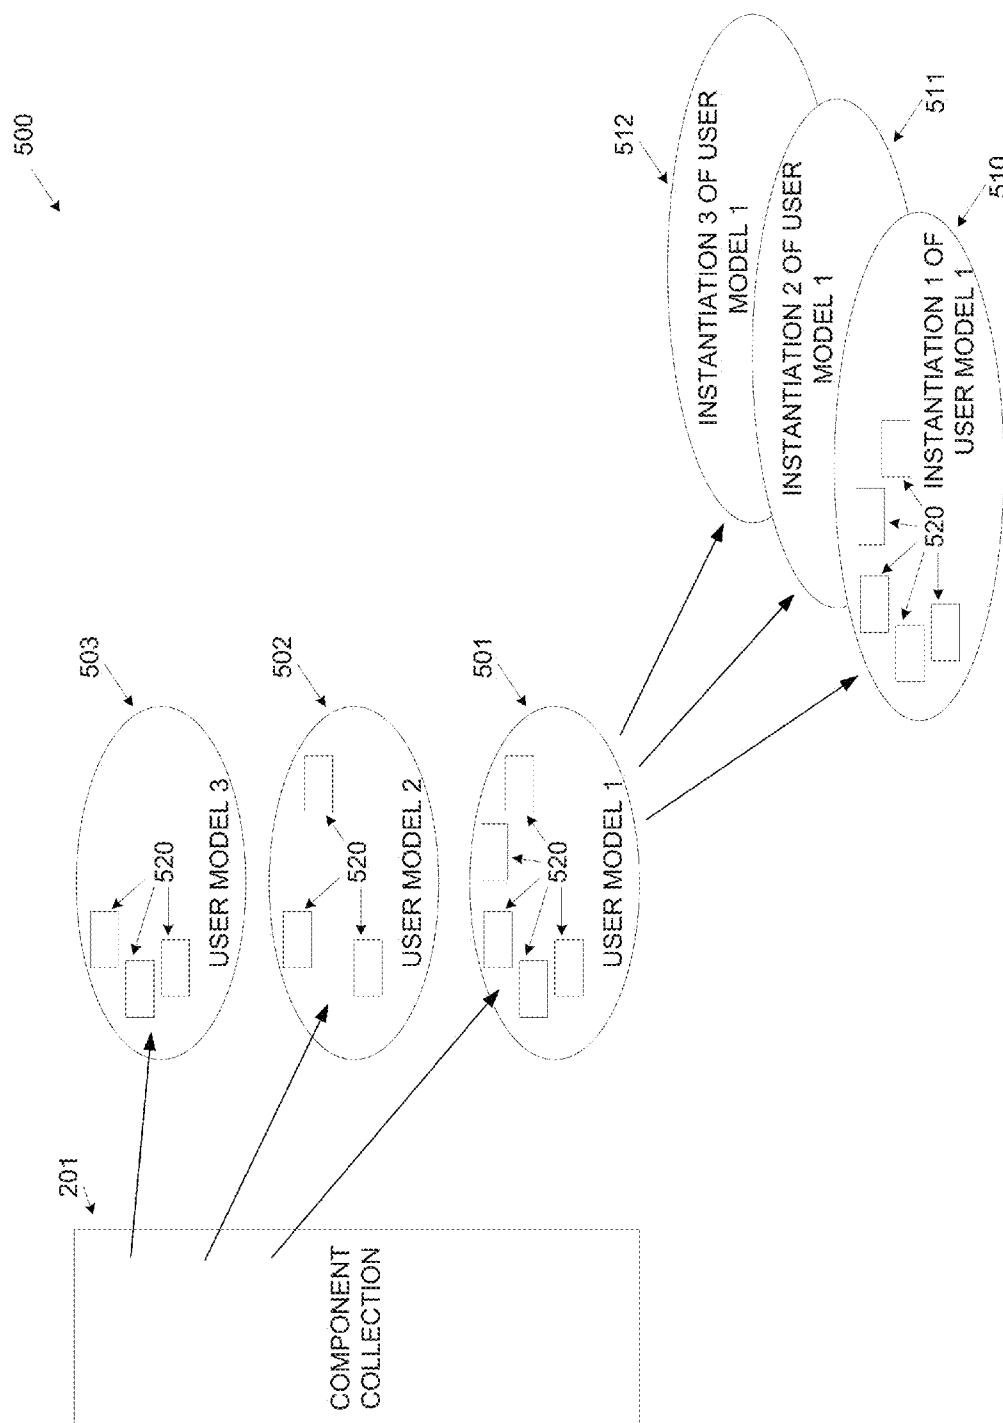 500
201
COMPONENT
COLLECTION
503
520
USER MODEL 3
502
520
USER MODEL 2
501
520
USER MODEL 1
512
INSTANTIATION 3 OF USER
MODEL 1
511
INSTANTIATION 2 OF USER
MODEL 1
510
520
INSTANTIATION 1 OF
USER MODEL 1